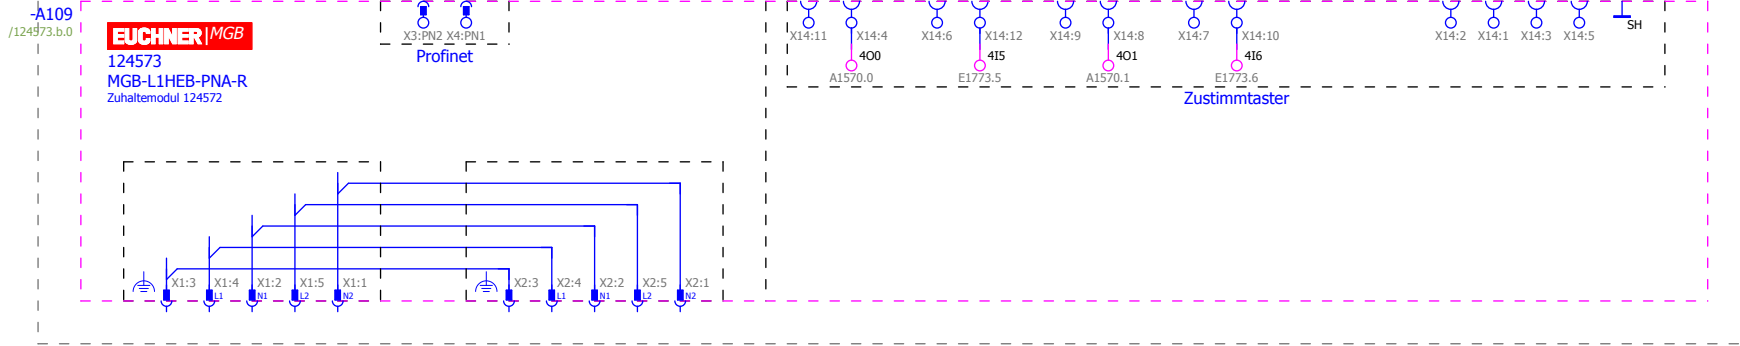 -A109
/124573.b.0
EUCHNER MGB
124573
MGB-L1HEB-PNA-R
Zuhaltemodul 124572
X3:PN2 X4:PN1
Profinet
X14:11 X14:4 X14:6 X14:12 X14:9 X14:8 X14:7 X14:10 X14:2 X14:1 X14:3 X14:5 SH
4O0 4I5 4O1 4I6
A1570.0 E1773.5 A1570.1 E1773.6
Zustimmtaster
X1:3 X1:4 X1:2 X1:5 X1:1 X2:3 X2:4 X2:2 X2:5 X2:1
L1 N1 L2 N2 L1 N1 L2 N2